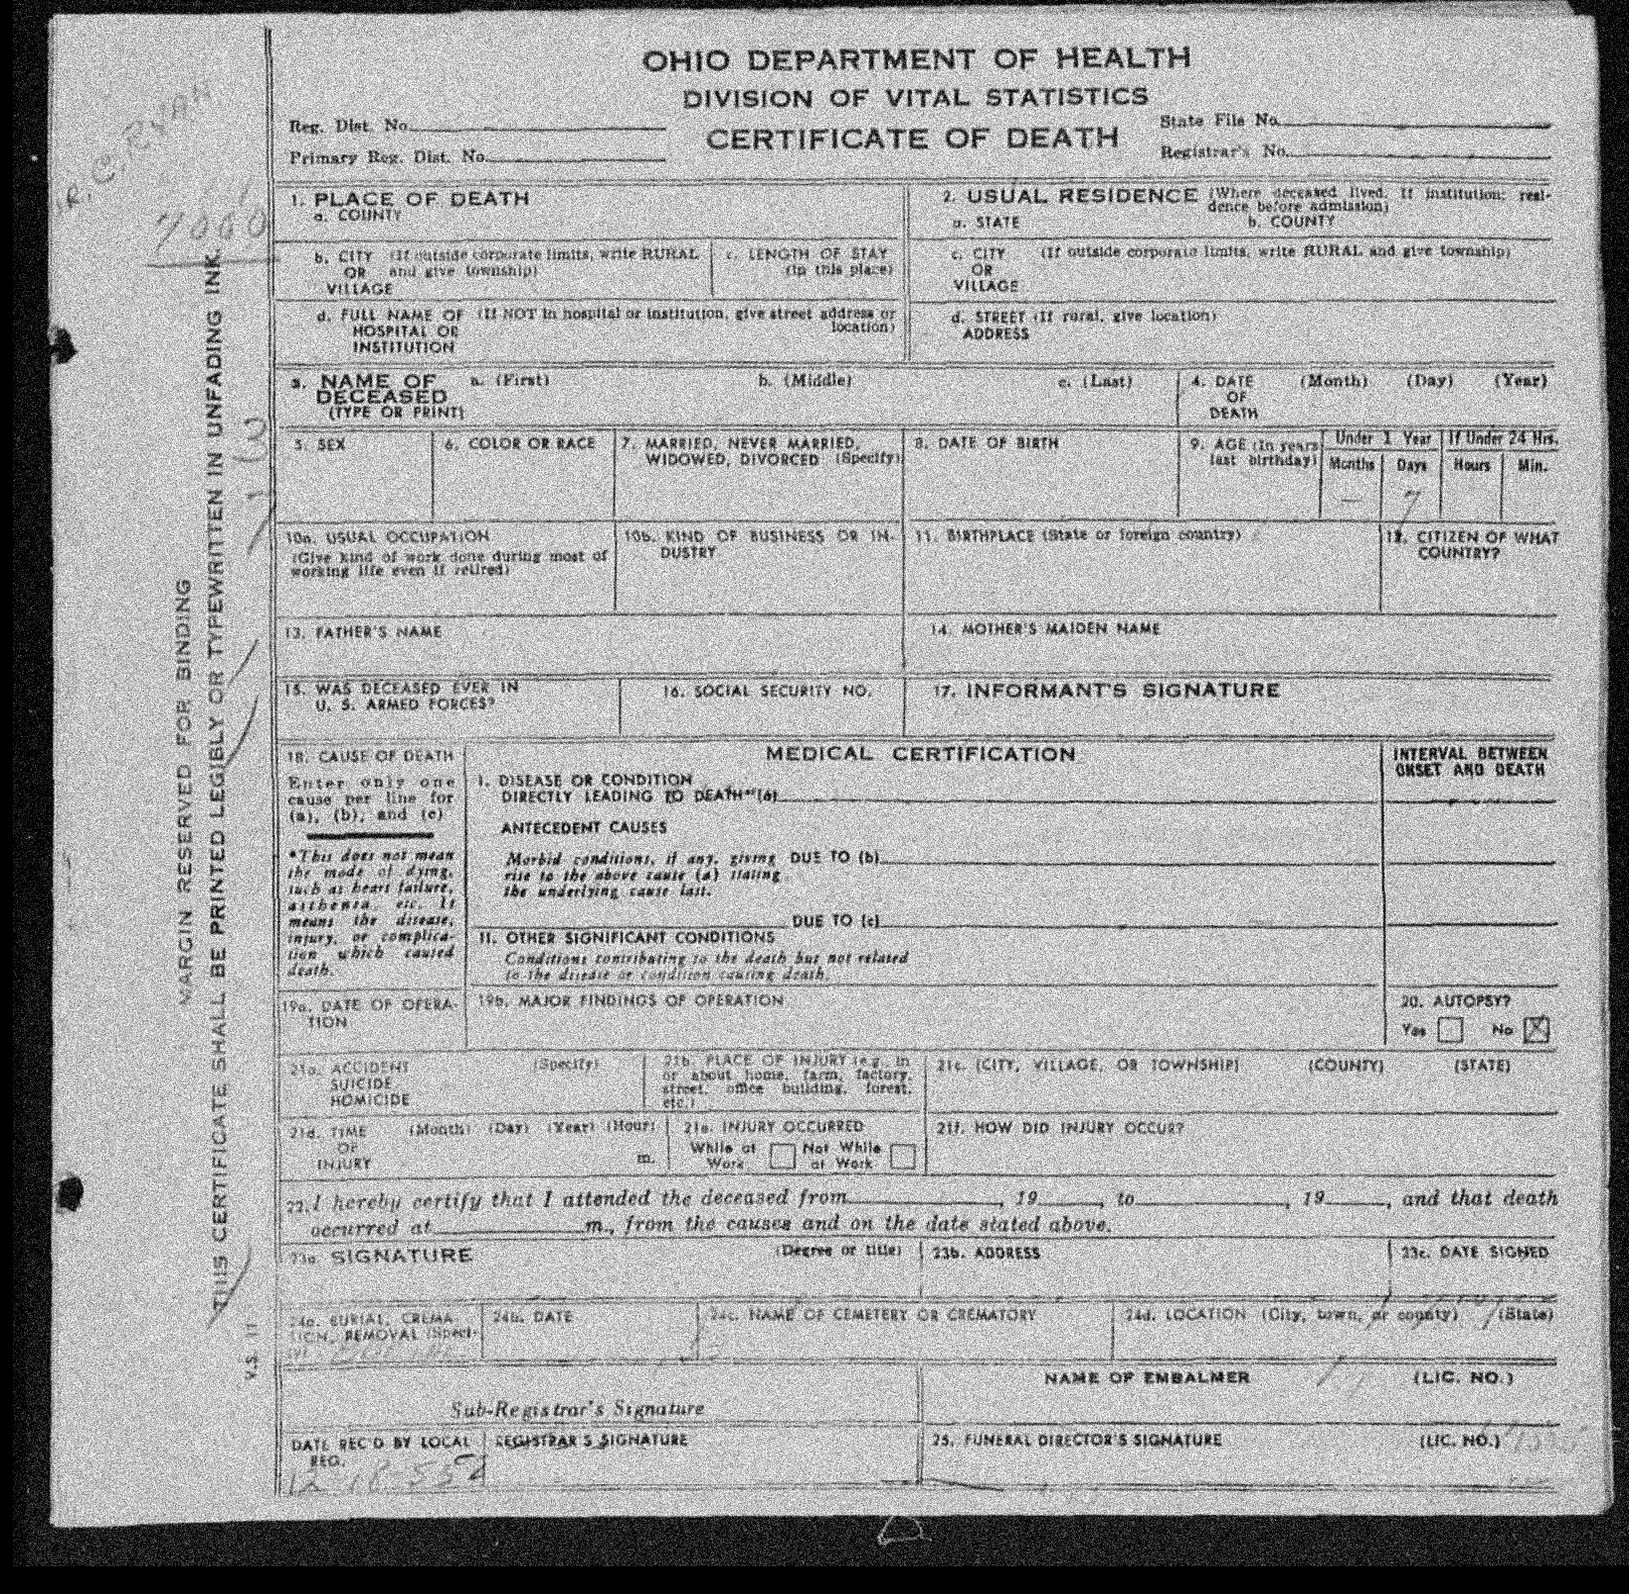 OHIO DEPARTMENT OF HEALTH
DIVISION OF VITAL STATISTICS
CERTIFICATE OF DEATH
Reg. Dist. No.
Primary Reg. Dist. No.
State File No.
Registrar's No.
RYAN
7000
3
7
MARGIN RESERVED FOR BINDING
THIS CERTIFICATE SHALL BE PRINTED LEGIBLY OR TYPEWRITTEN IN UNFADING INK.
V.S. 11
1. PLACE OF DEATH
a. COUNTY
2. USUAL RESIDENCE (Where deceased lived. If institution: resi-
dence before admission)
a. STATE b. COUNTY
b. CITY (If outside corporate limits, write RURAL
OR and give township)
VILLAGE
c. LENGTH OF STAY
(in this place)
c. CITY (If outside corporate limits, write RURAL and give township)
OR
VILLAGE
d. FULL NAME OF (If NOT in hospital or institution, give street address or
HOSPITAL OR location)
INSTITUTION
d. STREET (If rural, give location)
ADDRESS
3. NAME OF a. (First) b. (Middle) c. (Last)
DECEASED
(TYPE OR PRINT)
4. DATE (Month) (Day) (Year)
OF
DEATH
5. SEX
6. COLOR OR RACE
7. MARRIED, NEVER MARRIED,
WIDOWED, DIVORCED (Specify)
8. DATE OF BIRTH
9. AGE (In years
last birthday)
Under 1 Year If Under 24 Hrs.
Months Days Hours Min.
— 7
10a. USUAL OCCUPATION
(Give kind of work done during most of
working life even if retired)
10b. KIND OF BUSINESS OR IN-
DUSTRY
11. BIRTHPLACE (State or foreign country)
12. CITIZEN OF WHAT
COUNTRY?
13. FATHER'S NAME
14. MOTHER'S MAIDEN NAME
15. WAS DECEASED EVER IN
U. S. ARMED FORCES?
16. SOCIAL SECURITY NO.
17. INFORMANT'S SIGNATURE
18. CAUSE OF DEATH
Enter only one
cause per line for
(a), (b), and (c)
*This does not mean
the mode of dying,
such as heart failure,
asthenia, etc. It
means the disease,
injury, or complica-
tion which caused
death.
MEDICAL CERTIFICATION
INTERVAL BETWEEN
ONSET AND DEATH
I. DISEASE OR CONDITION
DIRECTLY LEADING TO DEATH*(a)
ANTECEDENT CAUSES
Morbid conditions, if any, giving DUE TO (b)
rise to the above cause (a) stating
the underlying cause last.
DUE TO (c)
II. OTHER SIGNIFICANT CONDITIONS
Conditions contributing to the death but not related
to the disease or condition causing death.
19a. DATE OF OPERA-
TION
19b. MAJOR FINDINGS OF OPERATION
20. AUTOPSY?
Yes No X
21a. ACCIDENT (Specify)
SUICIDE
HOMICIDE
21b. PLACE OF INJURY (e.g., in
or about home, farm, factory,
street, office building, forest,
etc.)
21c. (CITY, VILLAGE, OR TOWNSHIP) (COUNTY) (STATE)
21d. TIME (Month) (Day) (Year) (Hour)
OF
INJURY m.
21e. INJURY OCCURRED
While at Not While
Work at Work
21f. HOW DID INJURY OCCUR?
22. I hereby certify that I attended the deceased from , 19 , to , 19 , and that death
occurred at m., from the causes and on the date stated above.
23a. SIGNATURE (Degree or title)
23b. ADDRESS
23c. DATE SIGNED
24a. BURIAL, CREMA
TION, REMOVAL (Speci-
fy)
24b. DATE
24c. NAME OF CEMETERY OR CREMATORY
24d. LOCATION (City, town, or county) (State)
Sub-Registrar's Signature
NAME OF EMBALMER (LIC. NO.)
DATE REC'D BY LOCAL
REG.
REGISTRAR'S SIGNATURE
25. FUNERAL DIRECTOR'S SIGNATURE (LIC. NO.)
12-18-55